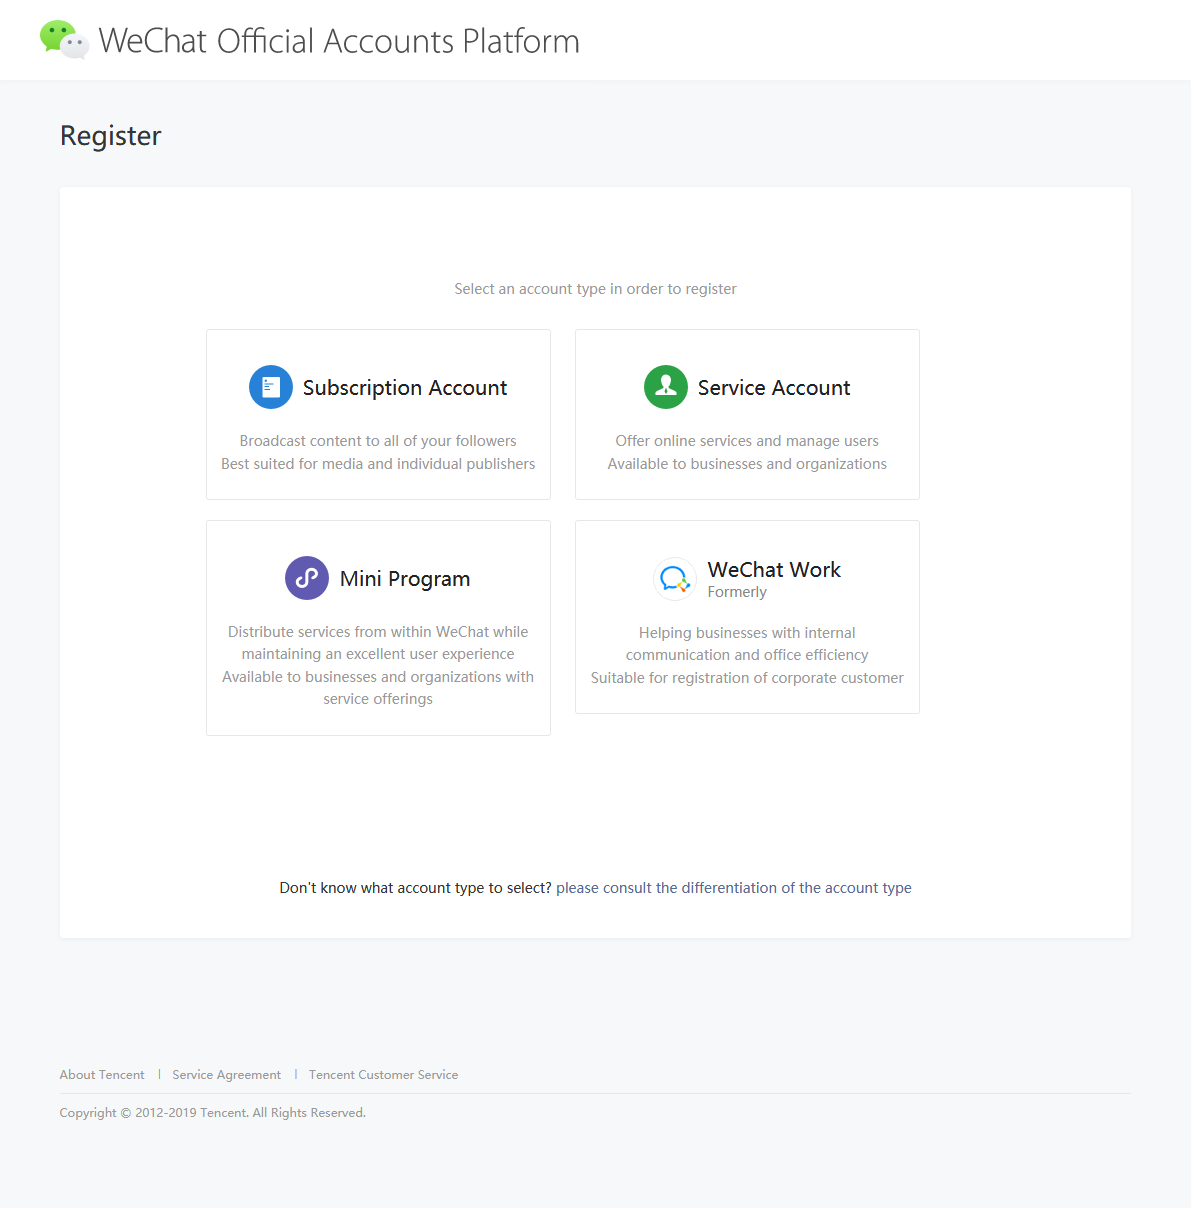 WeChat Official Accounts Platform
Register
Select an account type in order to register
Subscription Account
Broadcast content to all of your followers
Best suited for media and individual publishers
Service Account
Offer online services and manage users
Available to businesses and organizations
Mini Program
Distribute services from within WeChat while
maintaining an excellent user experience
Available to businesses and organizations with
service offerings
WeChat Work
Formerly
Helping businesses with internal
communication and office efficiency
Suitable for registration of corporate customer
Don't know what account type to select? please consult the differentiation of the account type
About Tencent | Service Agreement | Tencent Customer Service
Copyright © 2012-2019 Tencent. All Rights Reserved.